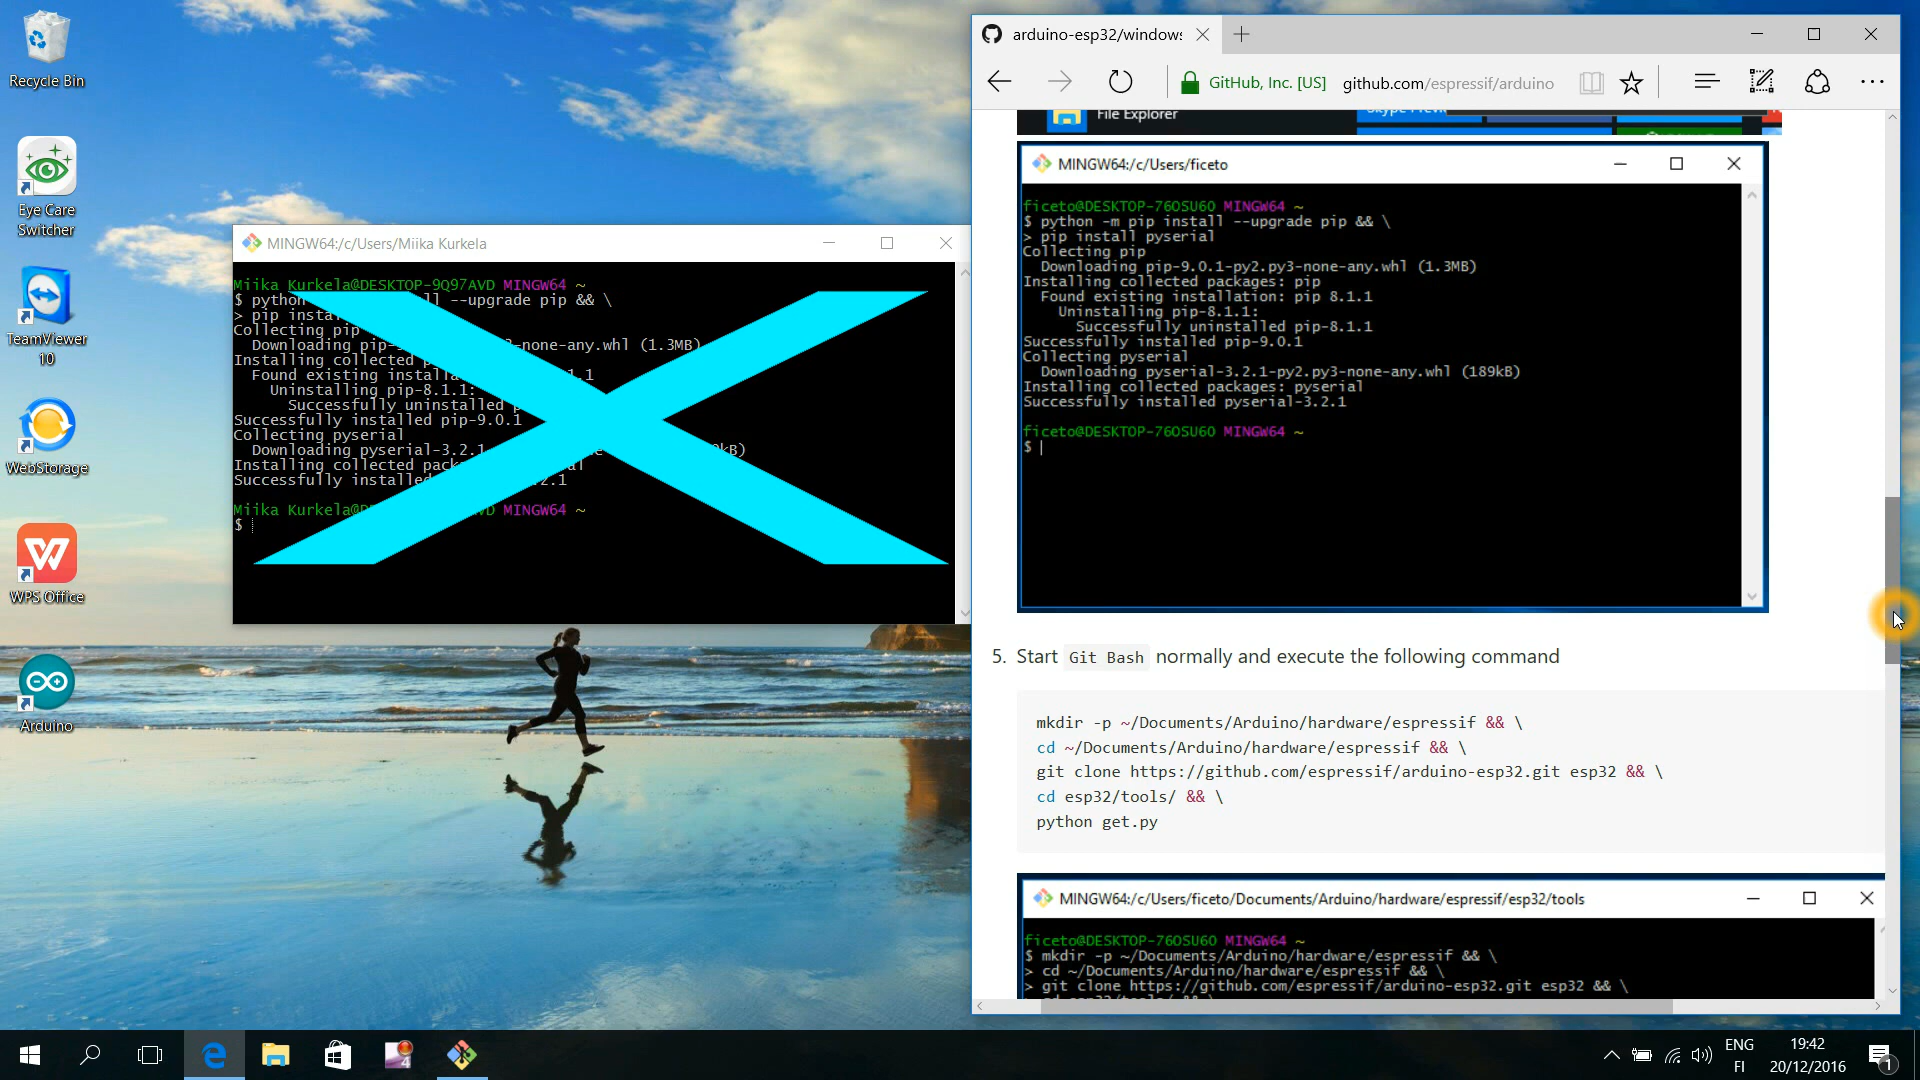 Recycle Bin
Eye Care
Switcher
TeamViewer
10
WebStorage
WPS Office
Arduino
MINGW64:/c/Users/Miika Kurkela
Miika Kurkela@DESKTOP-9Q97AVD MINGW64 ~
$ python --upgrade pip && \
> pip
Collecting pip
Downloading -none-any.whl (1.3MB)
Installing collected
Found existing
Uninstalling pip-8.1.1:
Successfully
Successfully installed pip-9.0.1
Collecting pyserial
Downloading pyserial-3.2.1
Installing collected
Successfully
Miika MINGW64 ~
$
arduino-esp32/windows
GitHub, Inc. [US] github.com/espressif/arduino
File Explorer
MINGW64:/c/Users/ficeto
ficeto@DESKTOP-76OSU6O MINGW64 ~
$ python -m pip install --upgrade pip && \
> pip install pyserial
Collecting pip
Downloading pip-9.0.1-py2.py3-none-any.whl (1.3MB)
Installing collected packages: pip
Found existing installation: pip 8.1.1
Uninstalling pip-8.1.1:
Successfully uninstalled pip-8.1.1
Successfully installed pip-9.0.1
Collecting pyserial
Downloading pyserial-3.2.1-py2.py3-none-any.whl (189kB)
Installing collected packages: pyserial
Successfully installed pyserial-3.2.1
ficeto@DESKTOP-76OSU6O MINGW64 ~
$
5. Start Git Bash normally and execute the following command
mkdir -p ~/Documents/Arduino/hardware/espressif && \
cd ~/Documents/Arduino/hardware/espressif && \
git clone https://github.com/espressif/arduino-esp32.git esp32 && \
cd esp32/tools/ && \
python get.py
MINGW64:/c/Users/ficeto/Documents/Arduino/hardware/espressif/esp32/tools
ficeto@DESKTOP-76OSU6O MINGW64 ~
$ mkdir -p ~/Documents/Arduino/hardware/espressif && \
> cd ~/Documents/Arduino/hardware/espressif && \
> git clone https://github.com/espressif/arduino-esp32.git esp32 && \
ENG
FI
19:42
20/12/2016
1